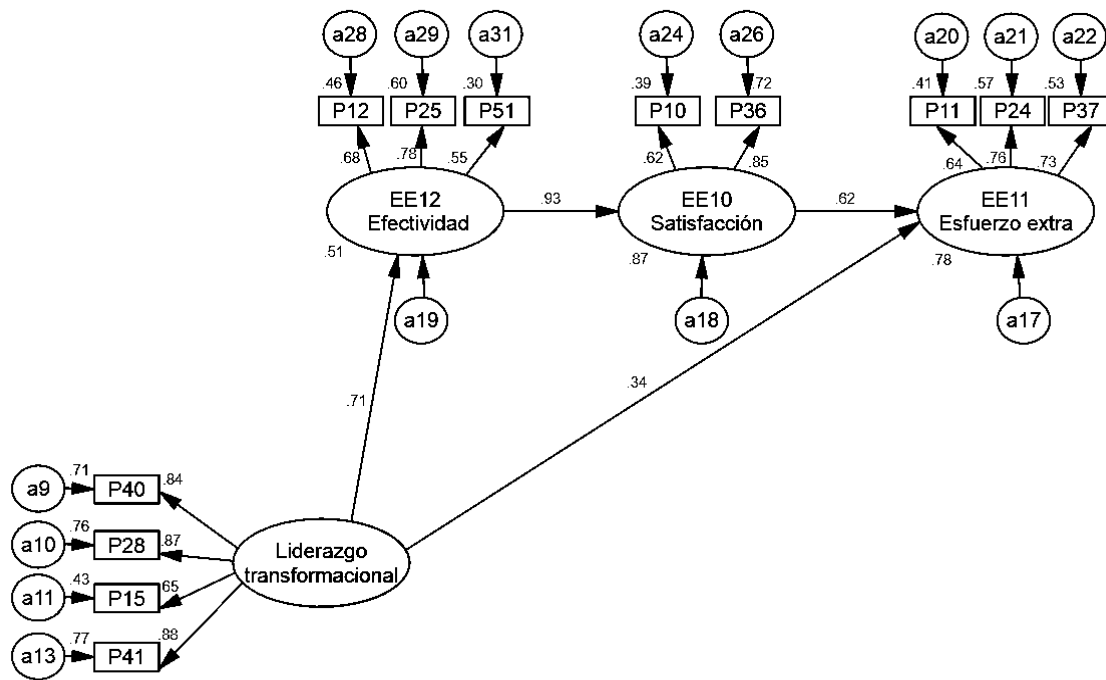 a28
a29
a31
a24
a26
a20
a21
a22
.46
.60
.30
.39
.72
.41
.57
.53
P12
P25
P51
P10
P36
P11
P24
P37
.68
.78
.55
.62
.85
.64
.76
.73
EE12
Efectividad
.93
EE10
Satisfacción
.62
EE11
Esfuerzo extra
.51
.87
.78
a19
a18
a17
.71
.34
a9
.71
P40
.84
a10
.76
P28
.87
Liderazgo
transformacional
a11
.43
P15
.65
a13
.77
P41
.88